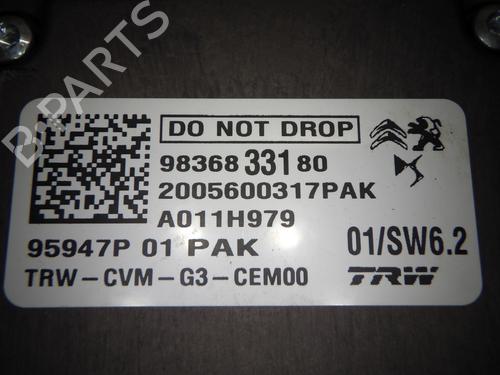 B-PARTS
DO NOT DROP
98368 331 80
2005600317PAK
A011H979
95947P 01 PAK
01/SW6.2
TRW-CVM-G3-CEM00
TRW